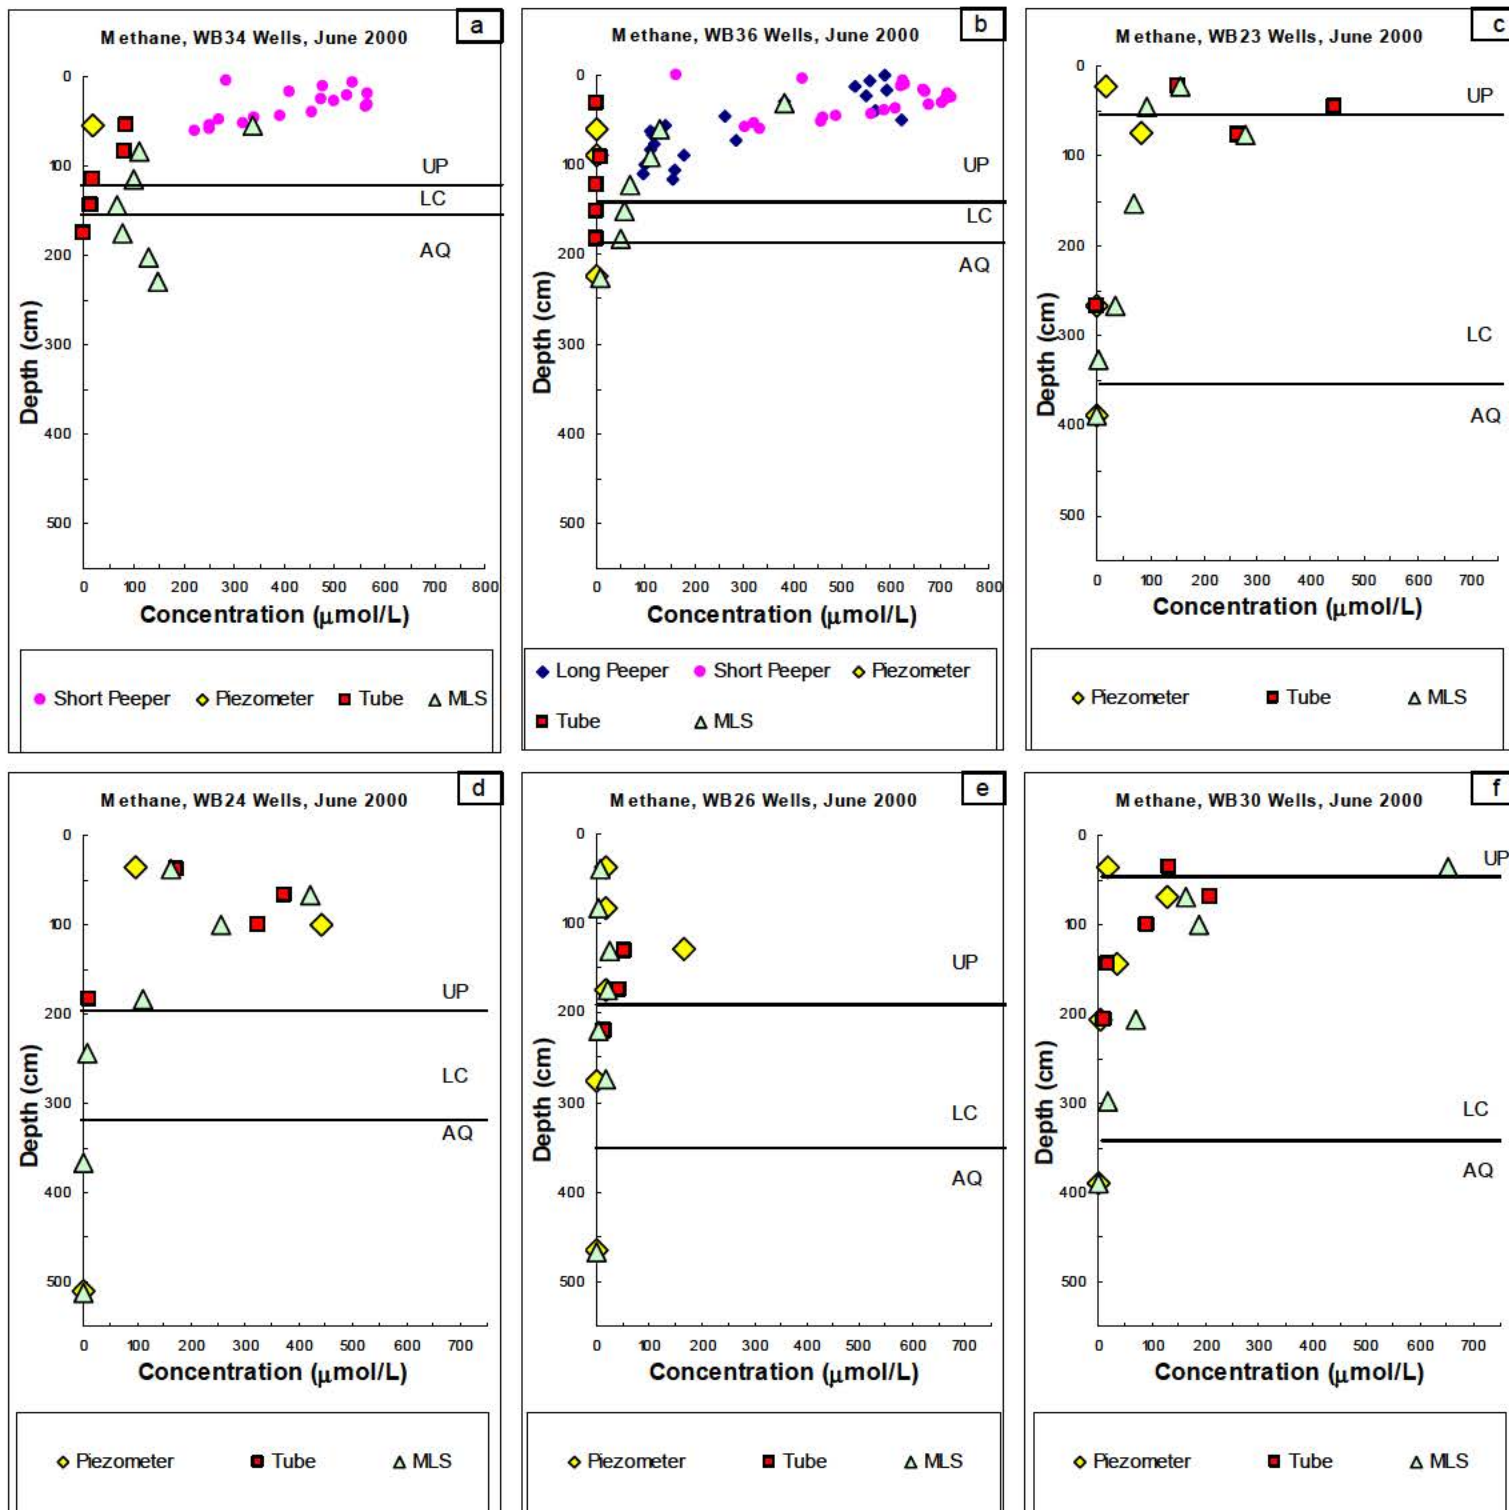 a
Methane, WB34 Wells, June 2000
0
100
200
300
400
500
UP
LC
AQ
Depth (cm)
0 100 200 300 400 500 600 700 800
Concentration (μmol/L)
Short Peeper Piezometer Tube MLS
b
Methane, WB36 Wells, June 2000
0
100
200
300
400
500
UP
LC
AQ
Depth (cm)
0 100 200 300 400 500 600 700 800
Concentration (μmol/L)
Long Peeper Short Peeper Piezometer
Tube MLS
c
Methane, WB23 Wells, June 2000
0
100
200
300
400
500
UP
LC
AQ
Depth (cm)
0 100 200 300 400 500 600 700
Concentration (μmol/L)
Piezometer Tube MLS
d
Methane, WB24 Wells, June 2000
0
100
200
300
400
500
UP
LC
AQ
Depth (cm)
0 100 200 300 400 500 600 700
Concentration (μmol/L)
Piezometer Tube MLS
e
Methane, WB26 Wells, June 2000
0
100
200
300
400
500
UP
LC
AQ
Depth (cm)
0 100 200 300 400 500 600 700
Concentration (μmol/L)
Piezometer Tube MLS
f
Methane, WB30 Wells, June 2000
0
100
200
300
400
500
UP
LC
AQ
Depth (cm)
0 100 200 300 400 500 600 700
Concentration (μmol/L)
Piezometer Tube MLS